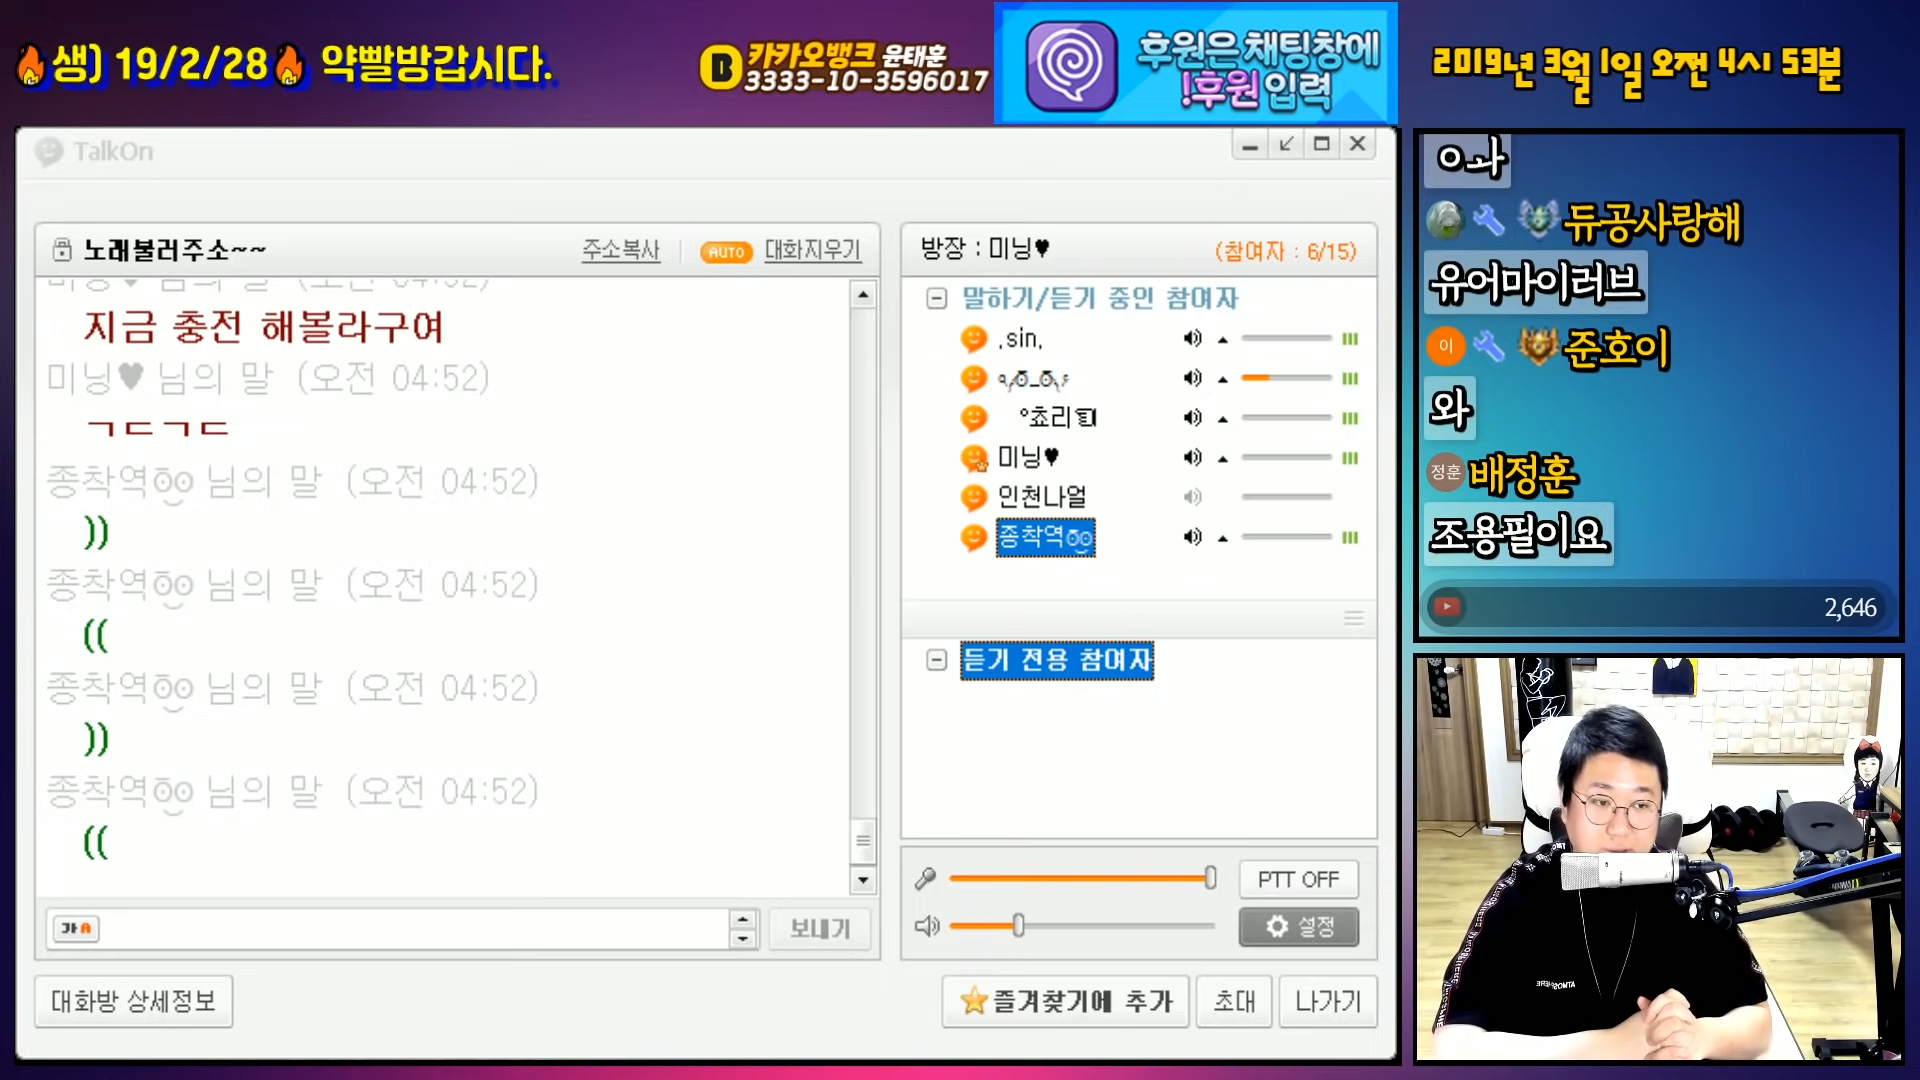 🔥생) 19/2/28🔥 약빨방갑시다.
카카오뱅크 윤태훈
3333-10-3596017
후원은 채팅창에
!후원 입력
2019년 3월 1일 오전 4시 53분
TalkOn
노래불러주소~~
주소복사
AUTO
대화지우기
지금 충전 해볼라구여
미닝♥ 님의 말 (오전 04:52)
ㄱㄷㄱㄷ
종착역 님의 말 (오전 04:52)
))
종착역 님의 말 (오전 04:52)
((
종착역 님의 말 (오전 04:52)
))
종착역 님의 말 (오전 04:52)
((
가A
보내기
대화방 상세정보
방장 : 미닝♥
(참여자 : 6/15)
말하기/듣기 중인 참여자
.sin.
°쵸리
미닝♥
인천나얼
종착역
듣기 전용 참여자
PTT OFF
설정
즐겨찾기에 추가
초대
나가기
ㅇ와
듀공사랑해
유어마이러브
이
준호이
와
정훈
배정훈
조용필이요
2,646